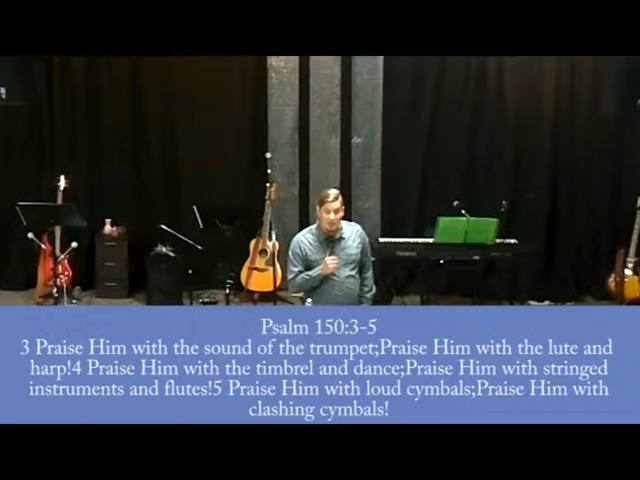 Psalm 150:3-5
3 Praise Him with the sound of the trumpet;Praise Him with the lute and
harp!4 Praise Him with the timbrel and dance;Praise Him with stringed
instruments and flutes!5 Praise Him with loud cymbals;Praise Him with
clashing cymbals!